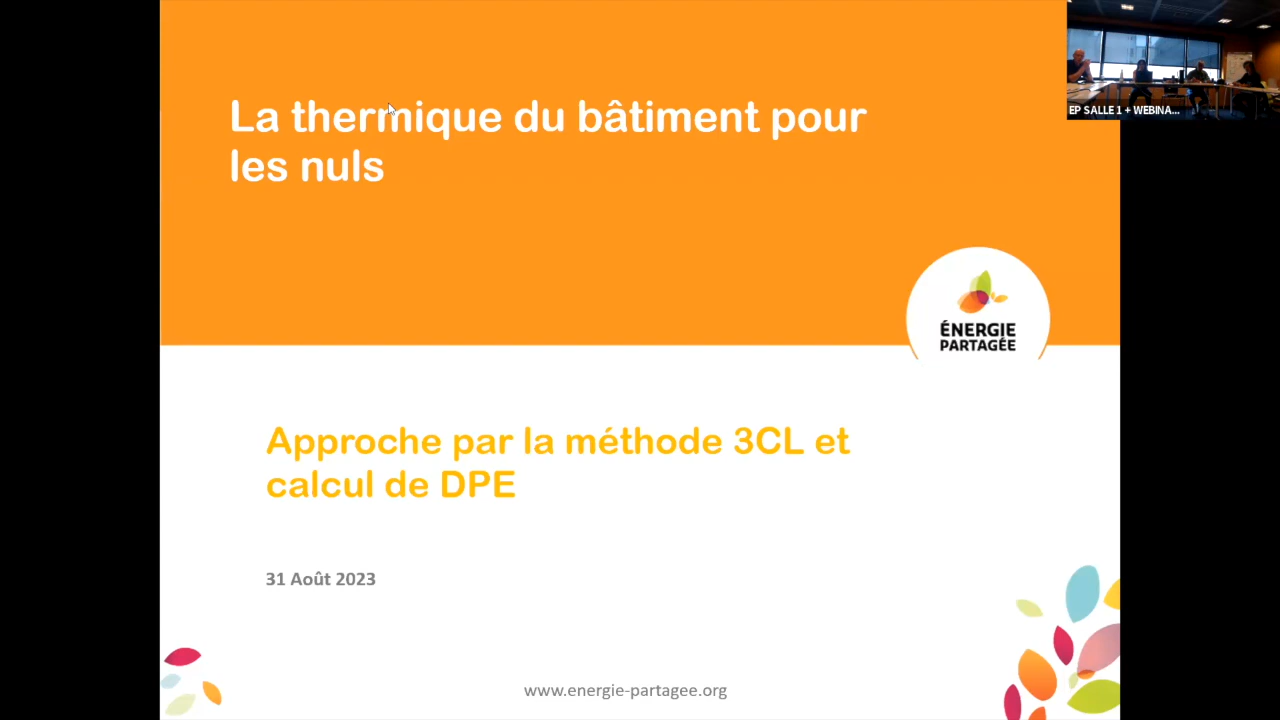 La thermique du bâtiment pour
les nuls
EP SALLE 1 + WEBINA...
ÉNERGIE
PARTAGÉE
Approche par la méthode 3CL et
calcul de DPE
31 Août 2023
www.energie-partagee.org